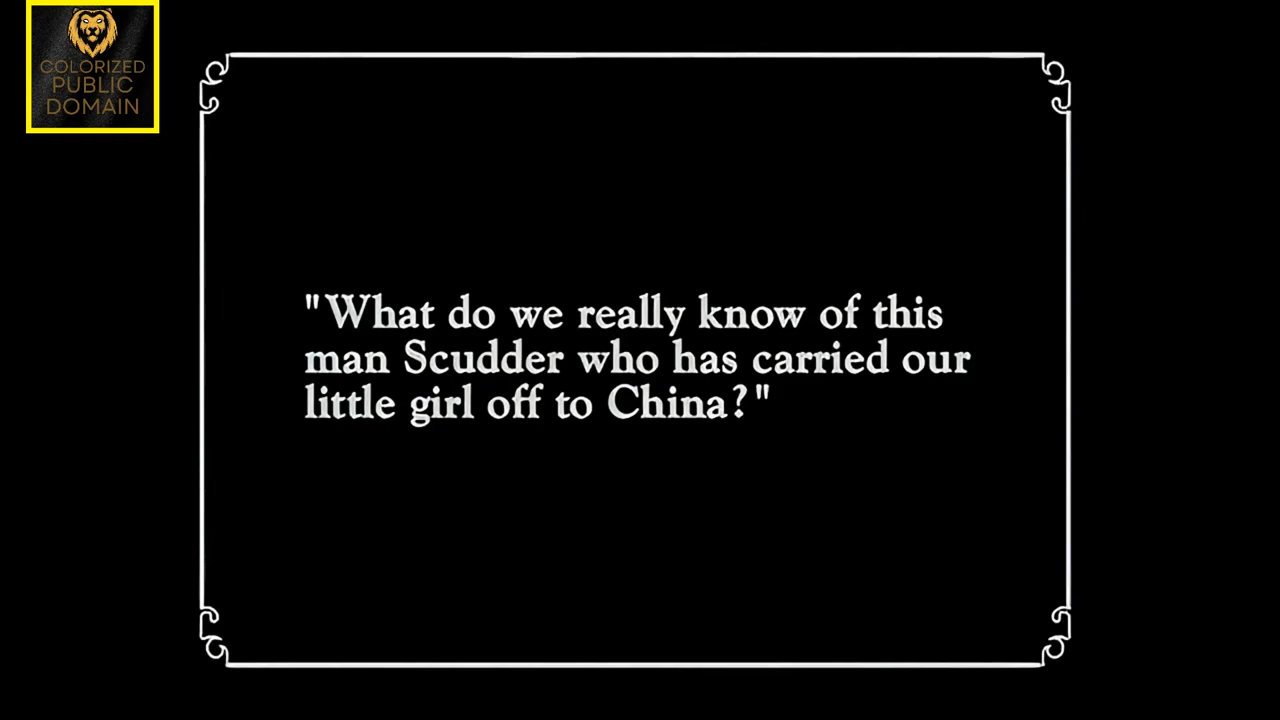 COLORIZED
PUBLIC
DOMAIN
"What do we really know of this
man Scudder who has carried our
little girl off to China?"